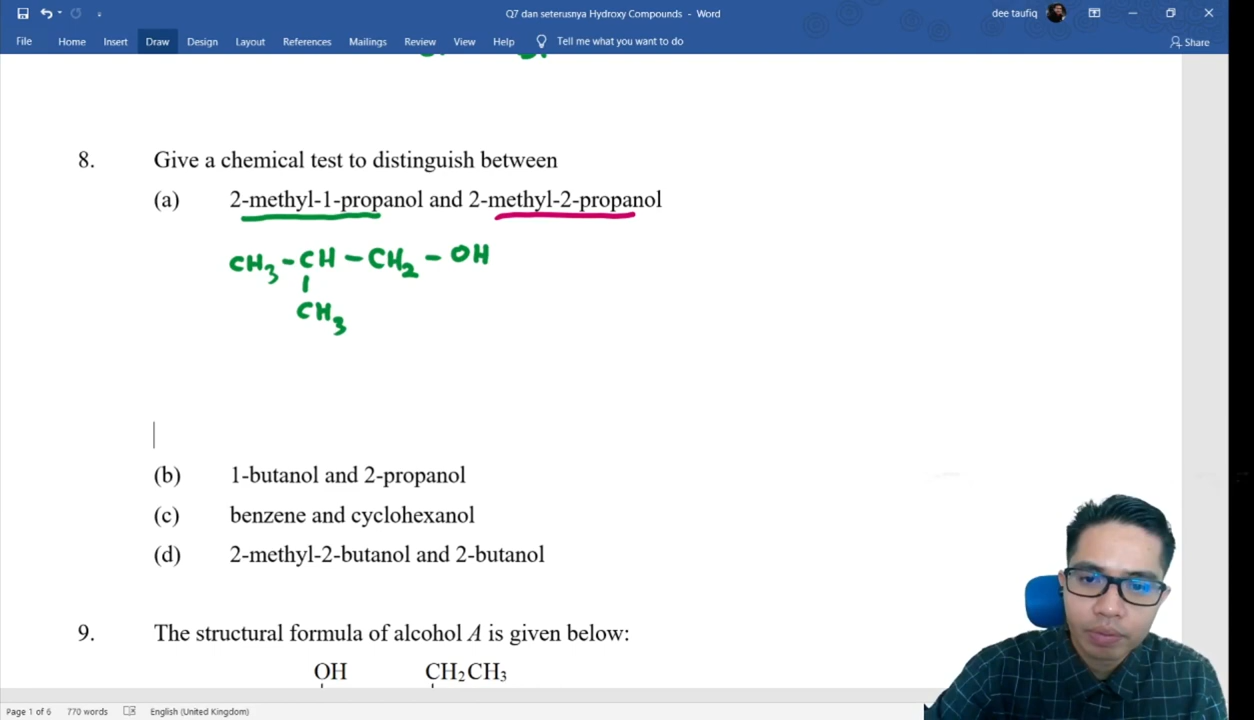 Q7 dan seterusnya Hydroxy Compounds - Word
dee taufiq
File Home Insert Draw Design Layout References Mailings Review View Help Tell me what you want to do Share
8. Give a chemical test to distinguish between
(a) 2-methyl-1-propanol and 2-methyl-2-propanol
CH3 - CH - CH2 - OH
CH3
(b) 1-butanol and 2-propanol
(c) benzene and cyclohexanol
(d) 2-methyl-2-butanol and 2-butanol
9. The structural formula of alcohol A is given below:
OH CH2CH3
Page 1 of 6 770 words English (United Kingdom)